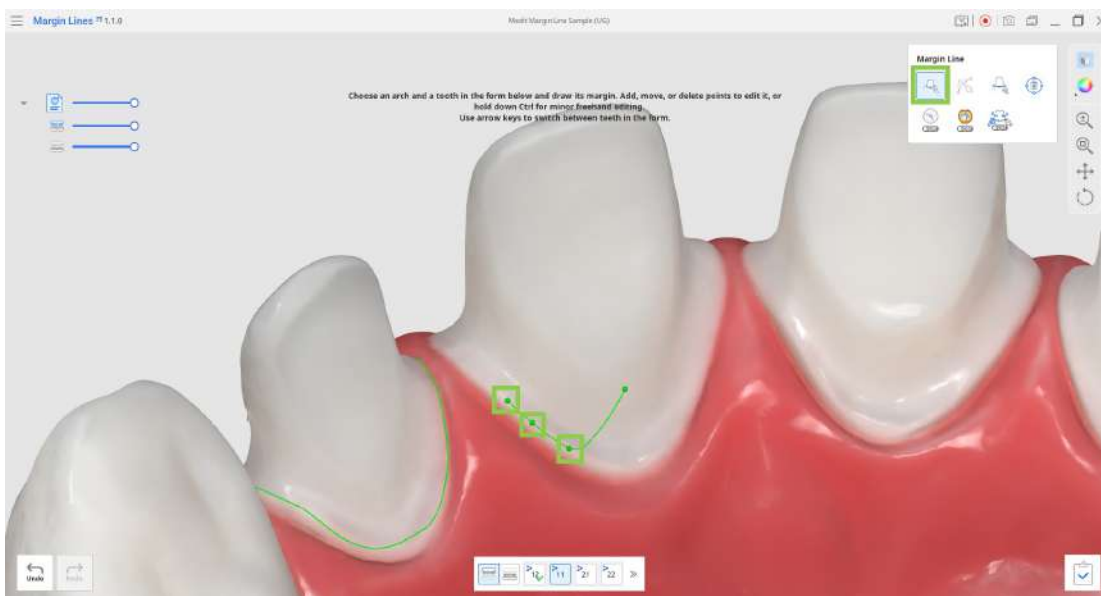 Margin Lines 1.1.0
Medit Margin Line Sample (UG)
Margin Line
Choose an arch and a tooth in the form below and draw its margin. Add, move, or delete points to edit it, or
hold down Ctrl for minor freehand editing.
Use arrow keys to switch between teeth in the form.
Undo
Redo
12
11
21
22